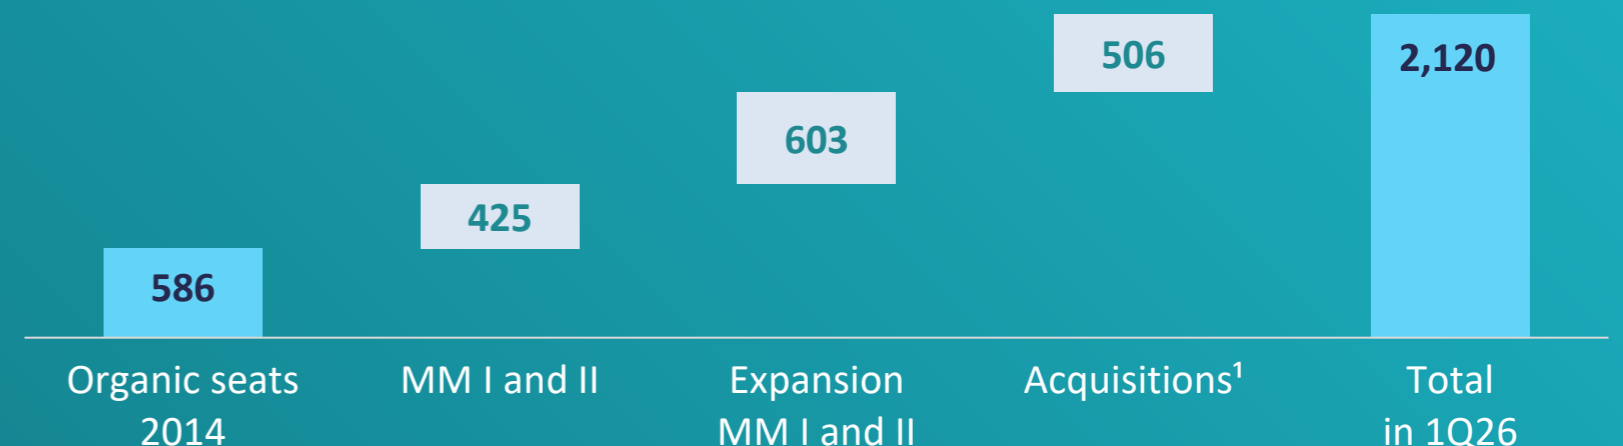 506
2,120
603
425
586
Organic seats
2014
MM I and II
Expansion
MM I and II
Acquisitions¹
Total
in 1Q26